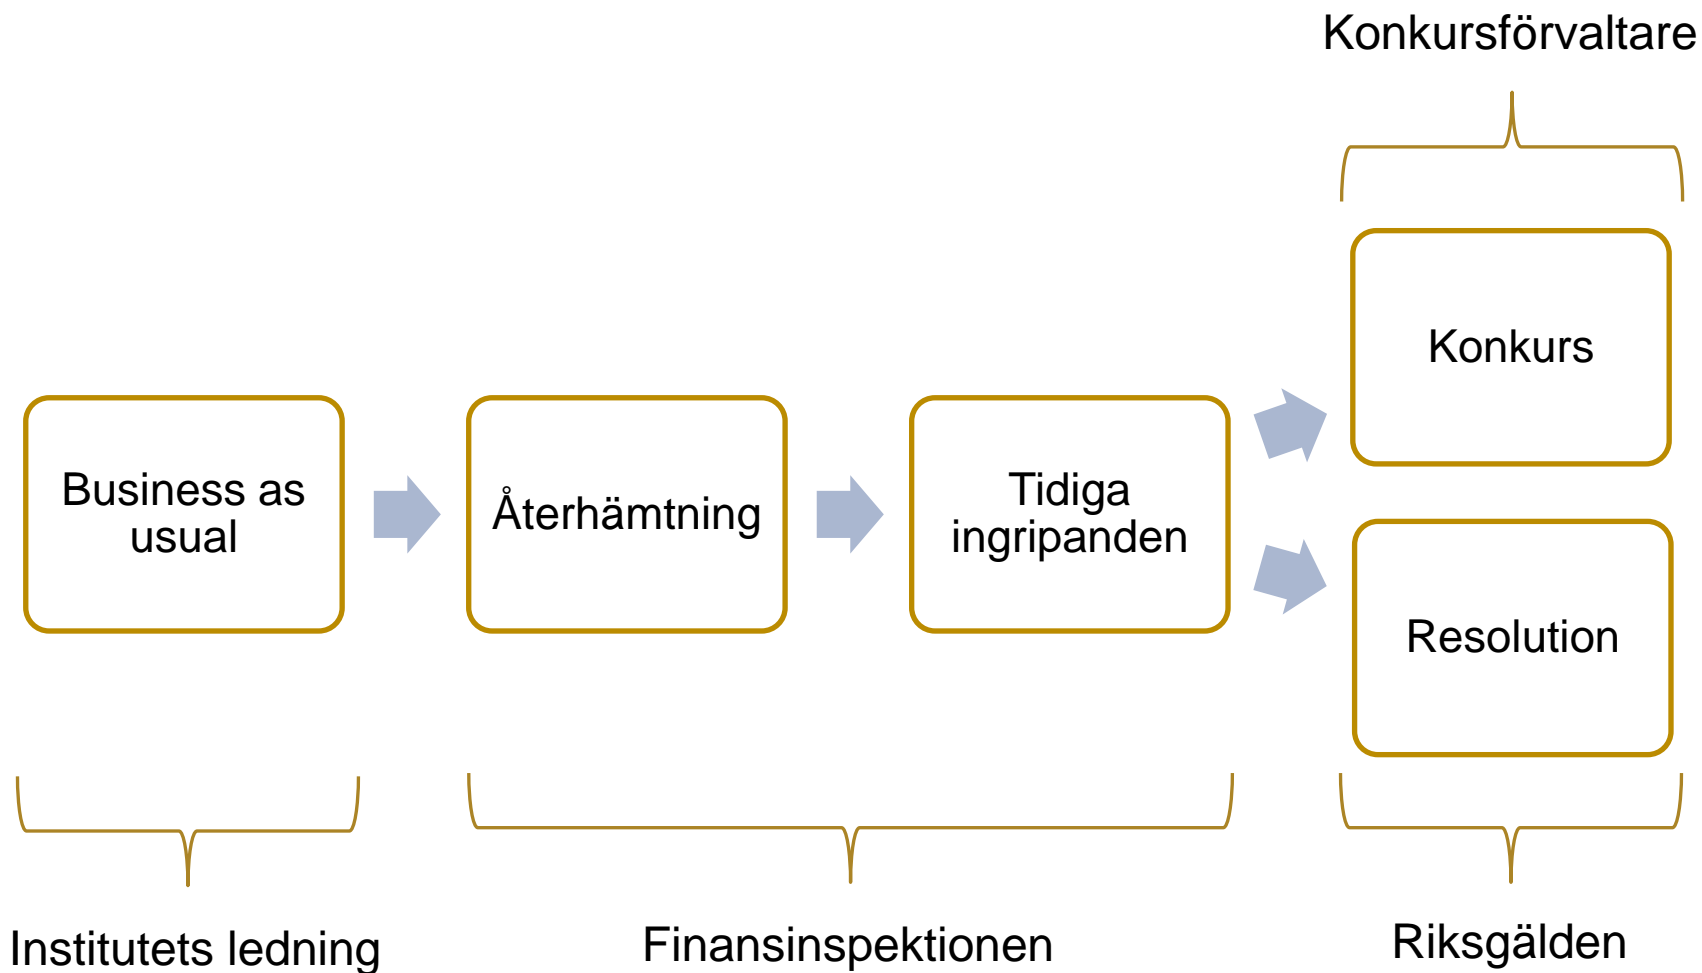 Konkursförvaltare
Konkurs
Business as
usual
Återhämtning
Tidiga
ingripanden
Resolution
Institutets ledning
Finansinspektionen
Riksgälden